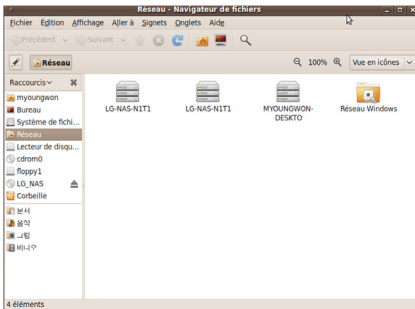 Réseau - Navigateur de fichiers
Fichier Édition Affichage Aller à Signets Onglets Aide
Précédent Suivant
Réseau 100% Vue en icônes
Raccourcis
myoungwon
Bureau
Système de fichi...
Réseau
Lecteur de disqu...
cdrom0
floppy1
LG_NAS
Corbeille
문서
음악
그림
비디오
LG-NAS-N1T1
LG-NAS-N1T1
MYOUNGWON-
DESKTO
Réseau Windows
4 éléments